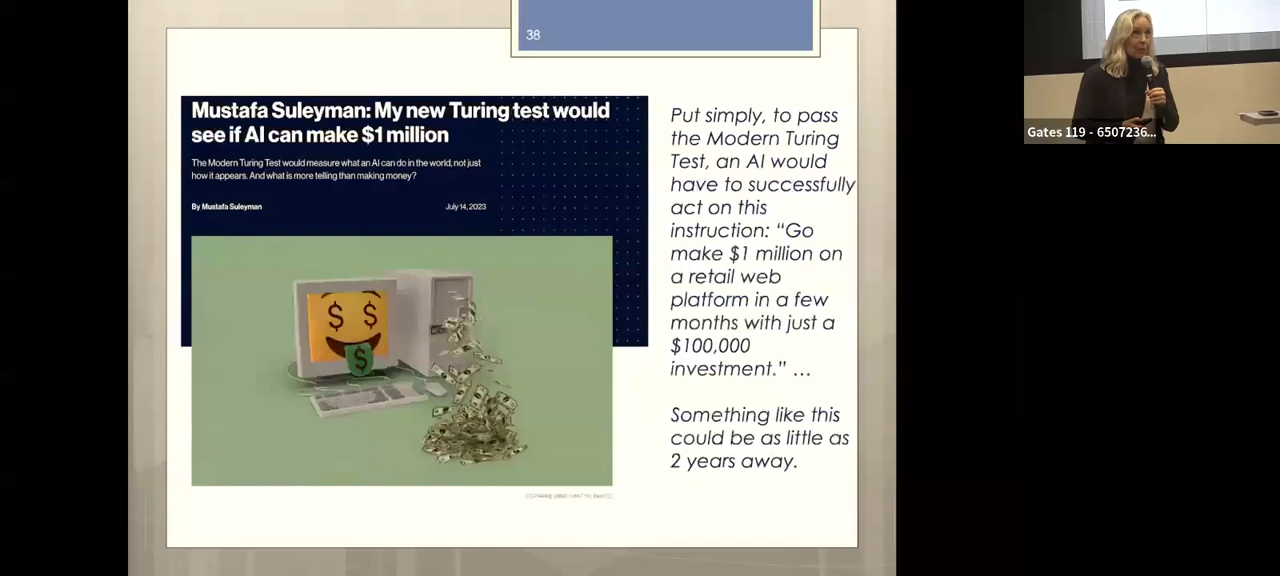 38
Mustafa Suleyman: My new Turing test would
see if AI can make $1 million
The Modern Turing Test would measure what an AI can do in the world, not just
how it appears. And what is more telling than making money?
By Mustafa Suleyman
July 14, 2023
$ $
$
Put simply, to pass
the Modern Turing
Test, an AI would
have to successfully
act on this
instruction: “Go
make $1 million on
a retail web
platform in a few
months with just a
$100,000
investment.” …
Something like this
could be as little as
2 years away.
Gates 119 - 6507236...